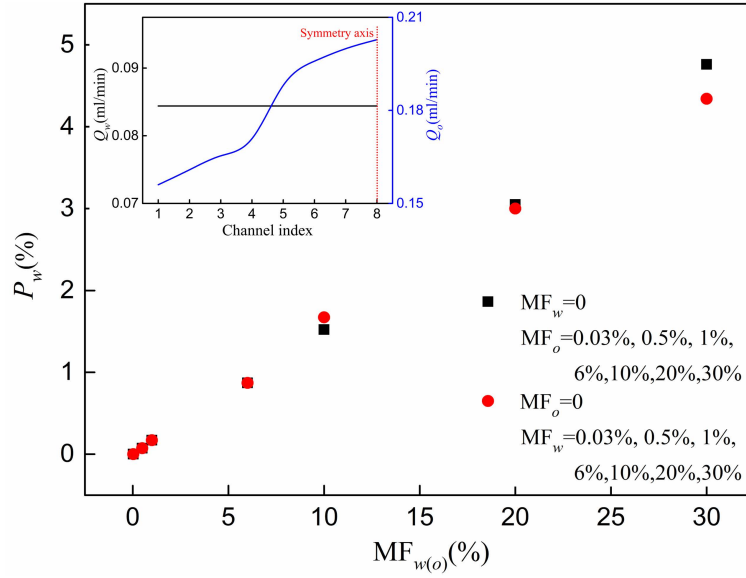 5
4
3
2
1
0
P_w(%)
0 5 10 15 20 25 30
MF_w(o)(%)
0.09
0.08
0.07
Q_w(ml/min)
0.21
0.18
0.15
Q_o(ml/min)
Symmetry axis
1 2 3 4 5 6 7 8
Channel index
MF_w=0
MF_o=0.03%, 0.5%, 1%,
6%,10%,20%,30%
MF_o=0
MF_w=0.03%, 0.5%, 1%,
6%,10%,20%,30%